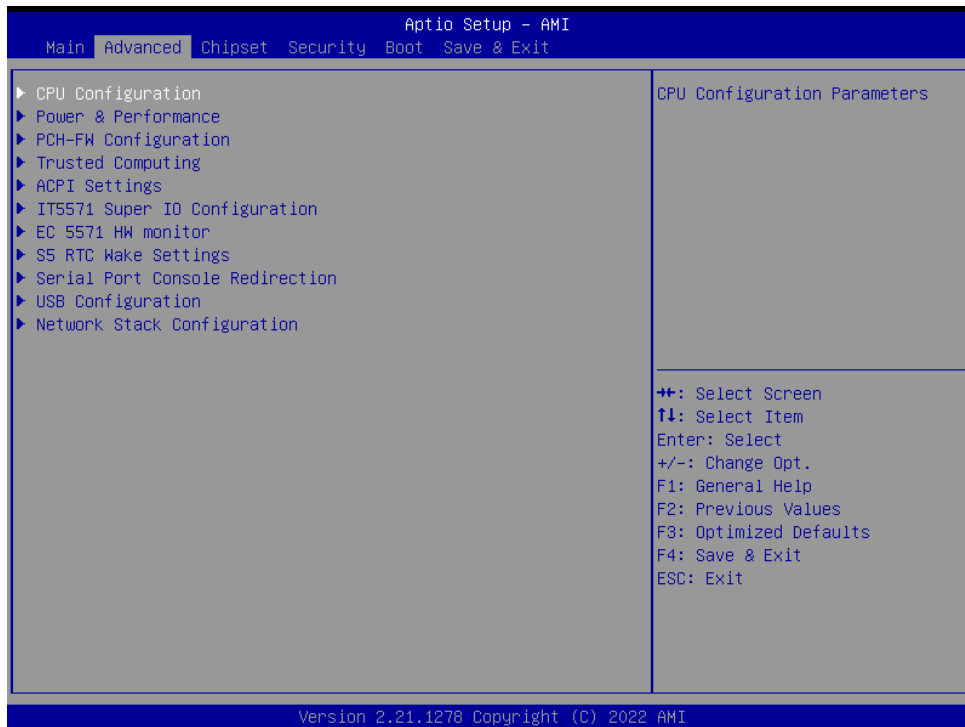 Aptio Setup - AMI
Main Advanced Chipset Security Boot Save & Exit
CPU Configuration
Power & Performance
PCH-FW Configuration
Trusted Computing
ACPI Settings
IT5571 Super IO Configuration
EC 5571 HW monitor
S5 RTC Wake Settings
Serial Port Console Redirection
USB Configuration
Network Stack Configuration
CPU Configuration Parameters
→←: Select Screen
↑↓: Select Item
Enter: Select
+/-: Change Opt.
F1: General Help
F2: Previous Values
F3: Optimized Defaults
F4: Save & Exit
ESC: Exit
Version 2.21.1278 Copyright (C) 2022 AMI